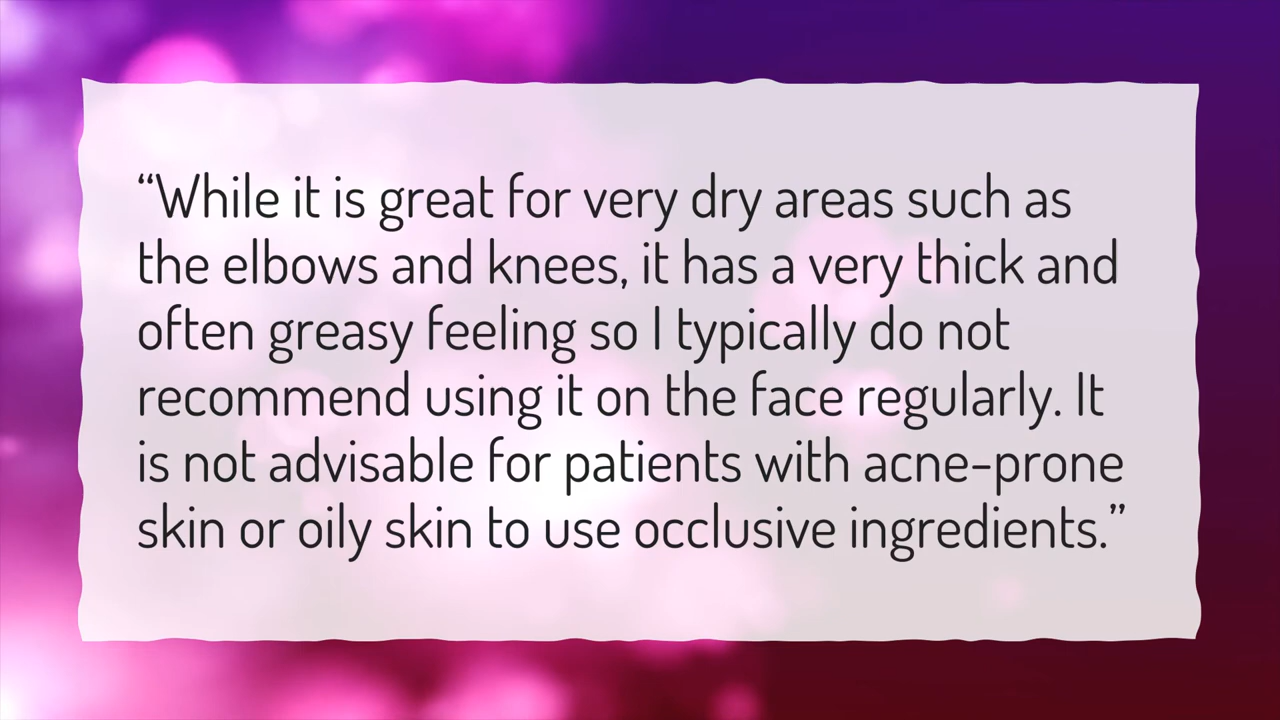 “While it is great for very dry areas such as
the elbows and knees, it has a very thick and
often greasy feeling so I typically do not
recommend using it on the face regularly. It
is not advisable for patients with acne-prone
skin or oily skin to use occlusive ingredients.”